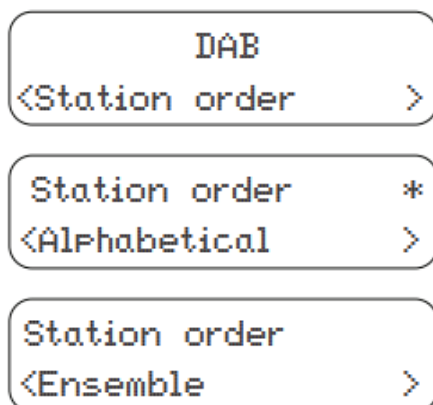 DAB
<Station order >
Station order *
<Alphabetical >
Station order
<Ensemble >